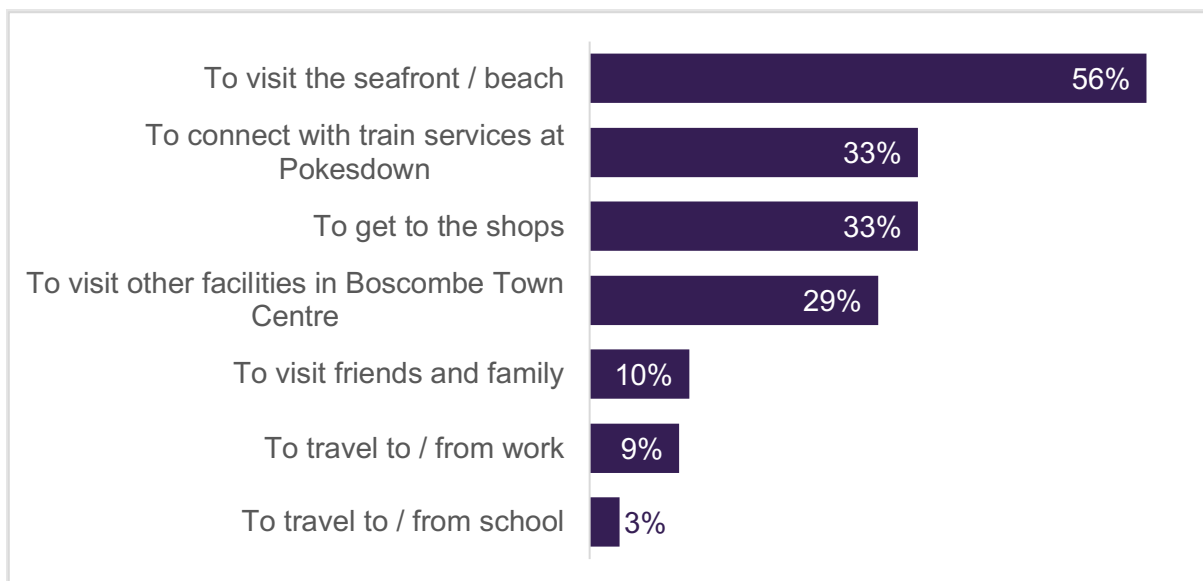 To visit the seafront / beach
56%
To connect with train services at
Pokesdown
33%
To get to the shops
33%
To visit other facilities in Boscombe Town
Centre
29%
To visit friends and family
10%
To travel to / from work
9%
To travel to / from school
3%